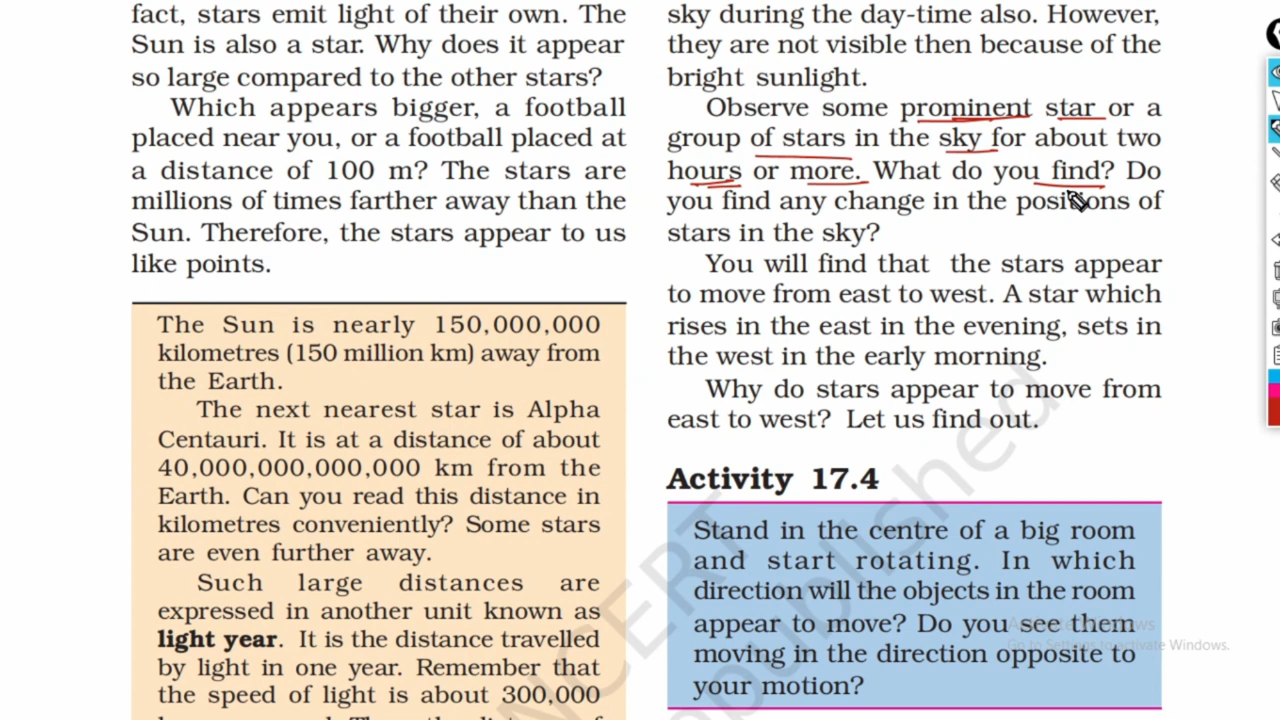 fact, stars emit light of their own. The
Sun is also a star. Why does it appear
so large compared to the other stars?
Which appears bigger, a football
placed near you, or a football placed at
a distance of 100 m? The stars are
millions of times farther away than the
Sun. Therefore, the stars appear to us
like points.
The Sun is nearly 150,000,000
kilometres (150 million km) away from
the Earth.
The next nearest star is Alpha
Centauri. It is at a distance of about
40,000,000,000,000 km from the
Earth. Can you read this distance in
kilometres conveniently? Some stars
are even further away.
Such large distances are
expressed in another unit known as
light year. It is the distance travelled
by light in one year. Remember that
the speed of light is about 300,000
sky during the day-time also. However,
they are not visible then because of the
bright sunlight.
Observe some prominent star or a
group of stars in the sky for about two
hours or more. What do you find? Do
you find any change in the positions of
stars in the sky?
You will find that the stars appear
to move from east to west. A star which
rises in the east in the evening, sets in
the west in the early morning.
Why do stars appear to move from
east to west? Let us find out.
Activity 17.4
Stand in the centre of a big room
and start rotating. In which
direction will the objects in the room
appear to move? Do you see them
moving in the direction opposite to
your motion?
Activate Windows
Go to Settings to activate Windows.
NCERT
published